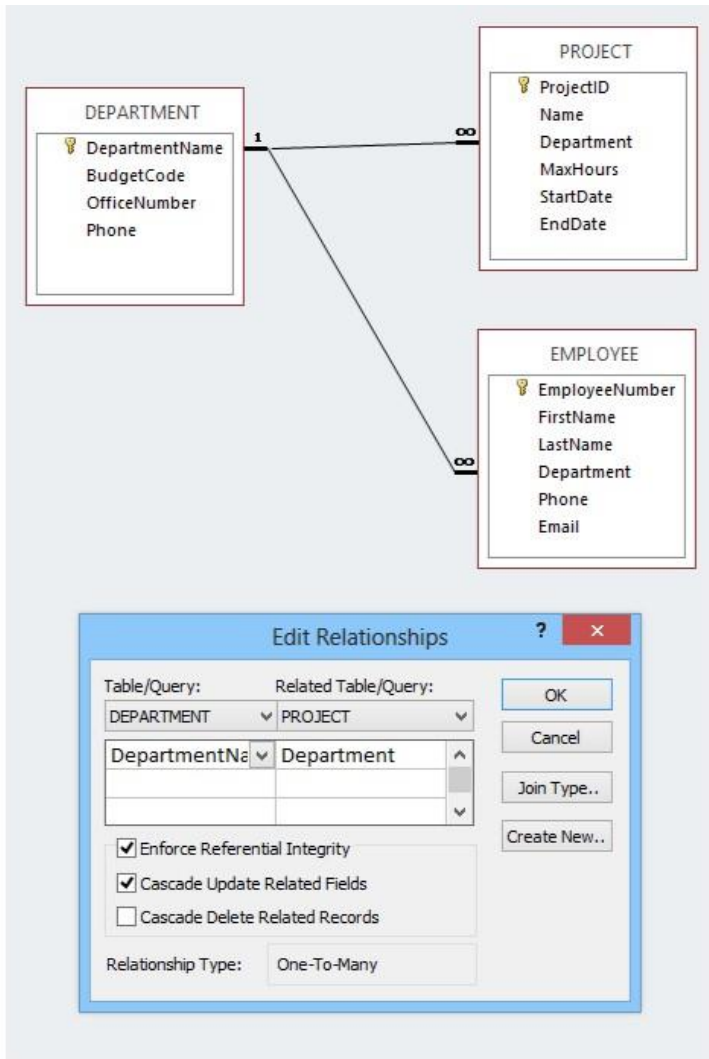 PROJECT
ProjectID
Name
Department
MaxHours
StartDate
EndDate
DEPARTMENT
DepartmentName
BudgetCode
OfficeNumber
Phone
1
∞
∞
EMPLOYEE
EmployeeNumber
FirstName
LastName
Department
Phone
Email
Edit Relationships ? ×
Table/Query: Related Table/Query:
DEPARTMENT PROJECT
DepartmentNa Department
Enforce Referential Integrity
Cascade Update Related Fields
Cascade Delete Related Records
Relationship Type: One-To-Many
OK
Cancel
Join Type..
Create New..